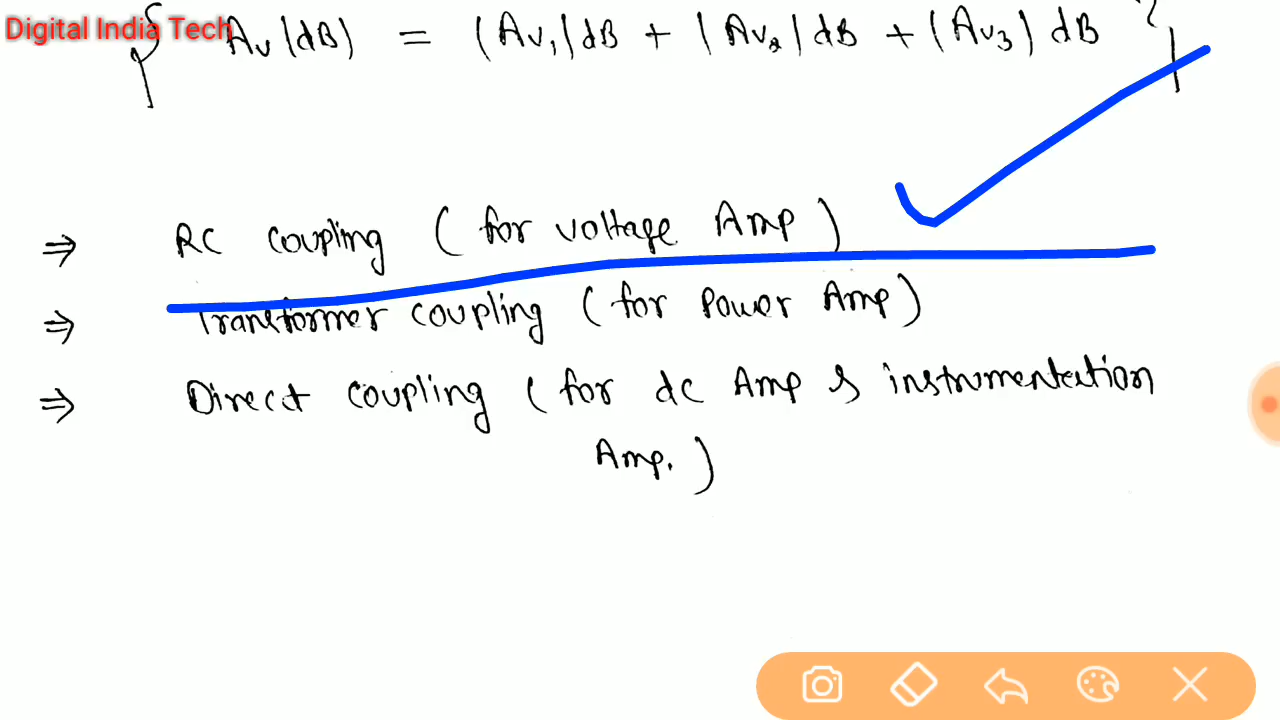 Digital India Tech
{ Av|dB) = (Av₁)dB + (Av₂)dB + (Av₃)dB }
⇒ RC coupling (for voltage Amp)
⇒ Transformer coupling (for Power Amp)
⇒ Direct coupling (for dc Amp & instrumentation
Amp.)